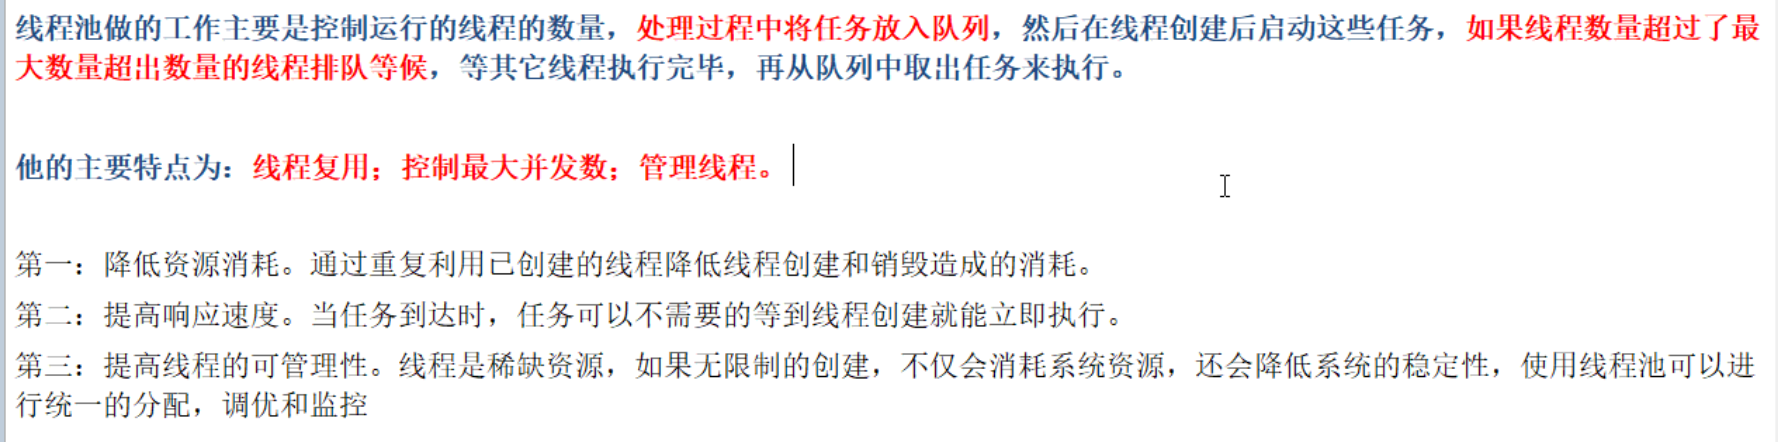 线程池做的工作主要是控制运行的线程的数量，处理过程中将任务放入队列，然后在线程创建后启动这些任务，如果线程数量超过了最
大数量超出数量的线程排队等候，等其它线程执行完毕，再从队列中取出任务来执行。
他的主要特点为：线程复用；控制最大并发数；管理线程。
第一：降低资源消耗。通过重复利用已创建的线程降低线程创建和销毁造成的消耗。
第二：提高响应速度。当任务到达时，任务可以不需要的等到线程创建就能立即执行。
第三：提高线程的可管理性。线程是稀缺资源，如果无限制的创建，不仅会消耗系统资源，还会降低系统的稳定性，使用线程池可以进
行统一的分配，调优和监控